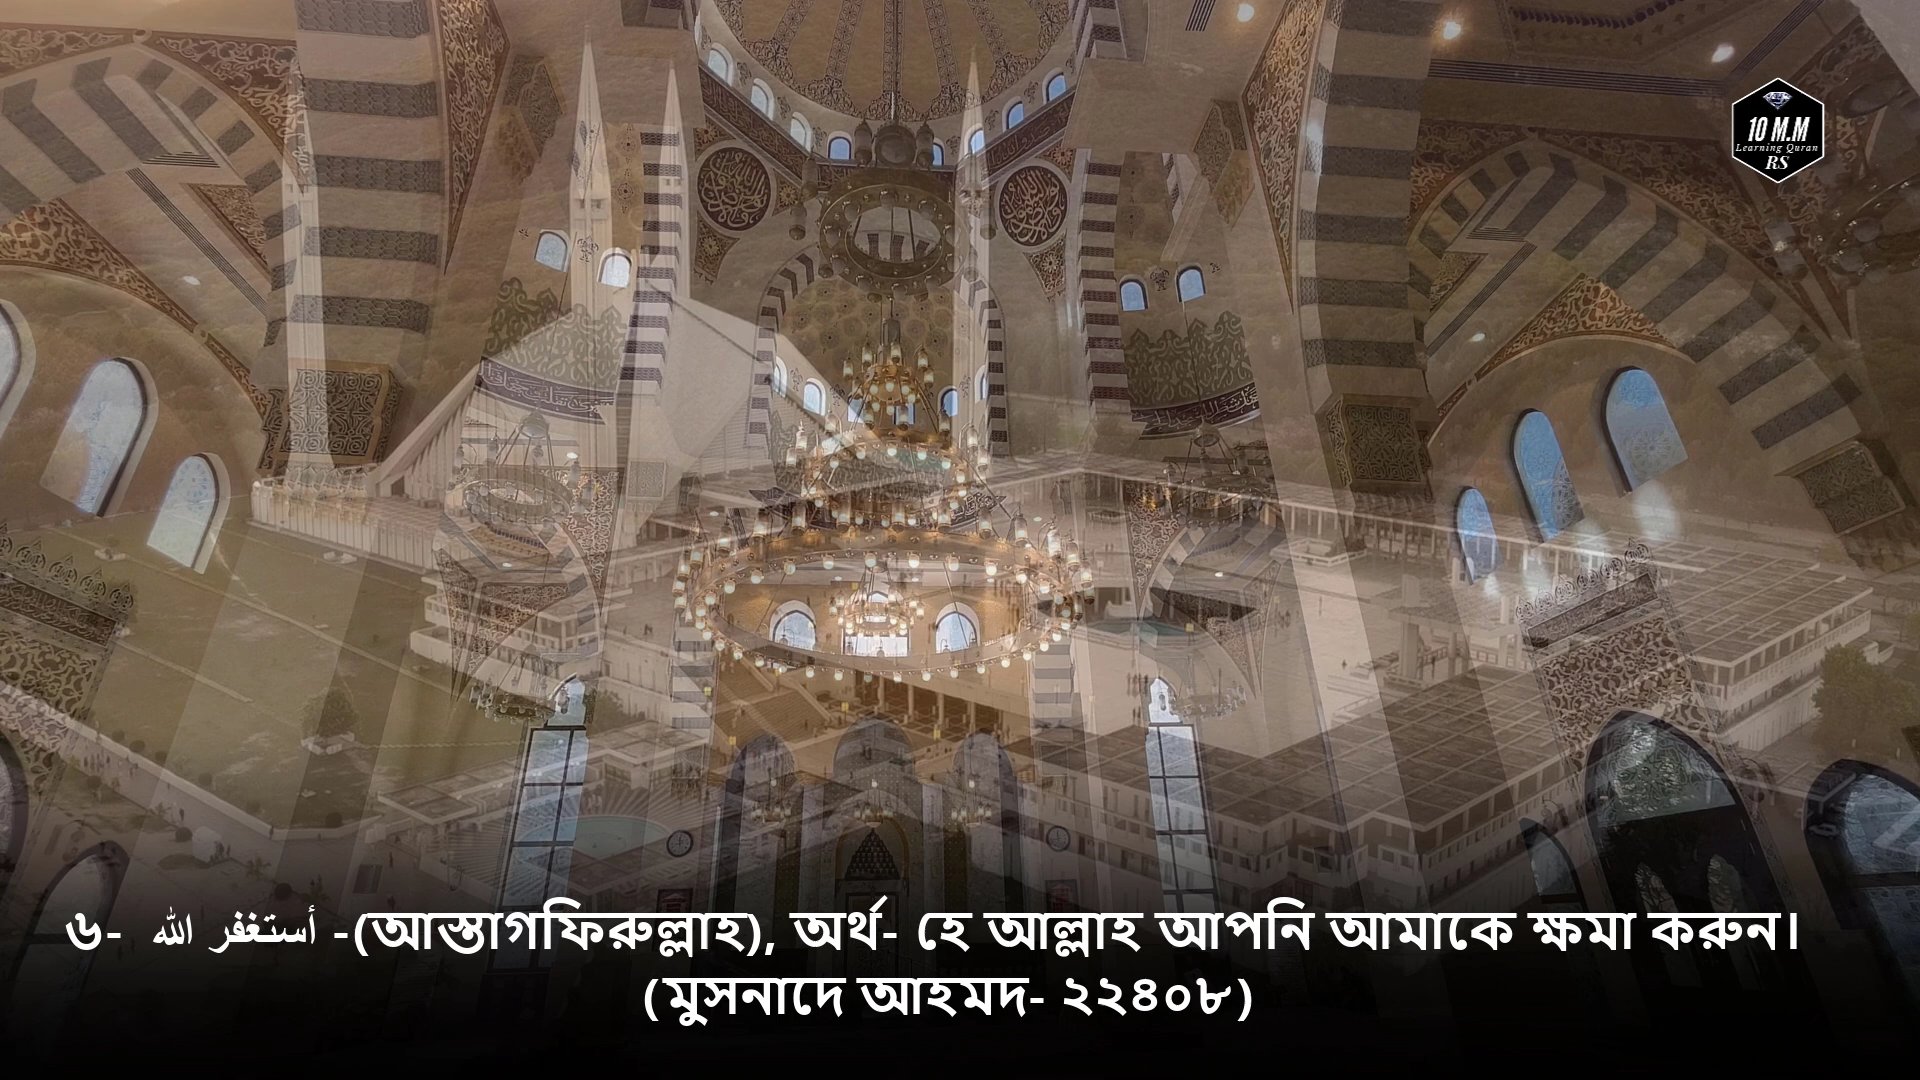 10 M.M
Learning Quran
RS
৬- أستغفر الله -(আস্তাগফিরুল্লাহ), অর্থ- হে আল্লাহ আপনি আমাকে ক্ষমা করুন।
(মুসনাদে আহমদ- ২২৪০৮)